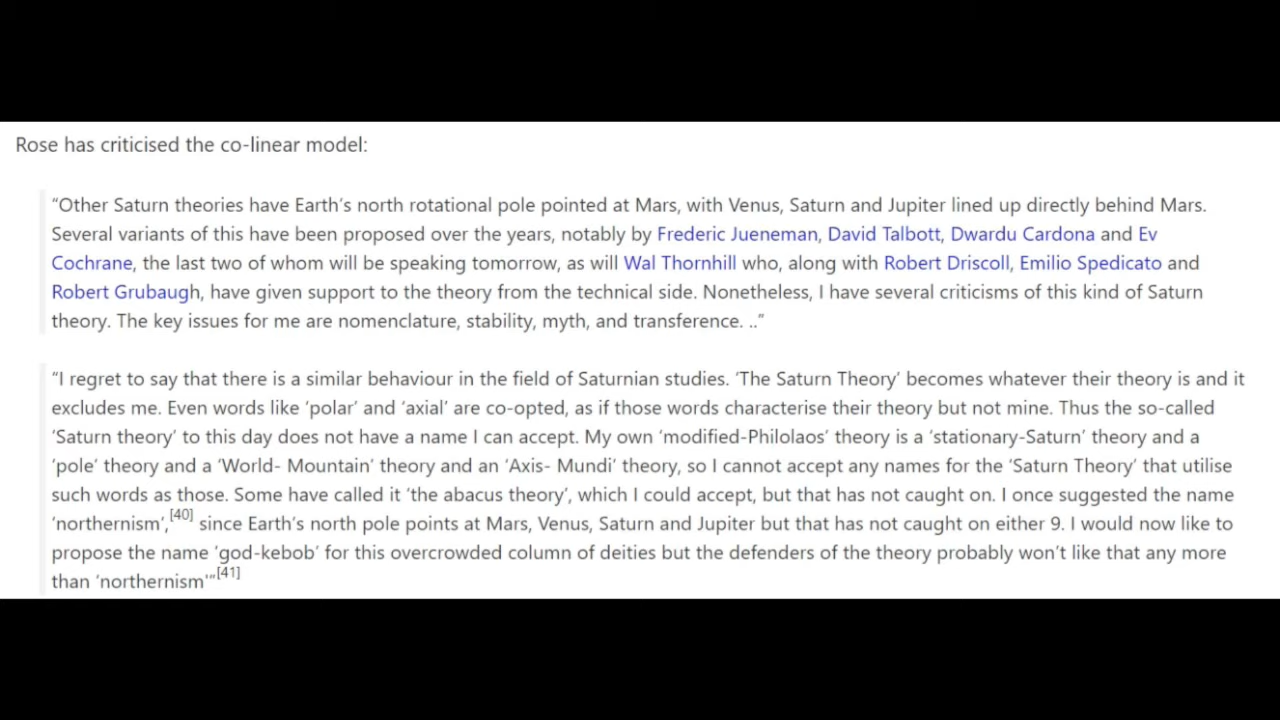 Rose has criticised the co-linear model:
“Other Saturn theories have Earth’s north rotational pole pointed at Mars, with Venus, Saturn and Jupiter lined up directly behind Mars.
Several variants of this have been proposed over the years, notably by Frederic Jueneman, David Talbott, Dwardu Cardona and Ev
Cochrane, the last two of whom will be speaking tomorrow, as will Wal Thornhill who, along with Robert Driscoll, Emilio Spedicato and
Robert Grubaugh, have given support to the theory from the technical side. Nonetheless, I have several criticisms of this kind of Saturn
theory. The key issues for me are nomenclature, stability, myth, and transference. ..”
“I regret to say that there is a similar behaviour in the field of Saturnian studies. ‘The Saturn Theory’ becomes whatever their theory is and it
excludes me. Even words like ‘polar’ and ‘axial’ are co-opted, as if those words characterise their theory but not mine. Thus the so-called
‘Saturn theory’ to this day does not have a name I can accept. My own ‘modified-Philolaos’ theory is a ‘stationary-Saturn’ theory and a
‘pole’ theory and a ‘World- Mountain’ theory and an ‘Axis- Mundi’ theory, so I cannot accept any names for the ‘Saturn Theory’ that utilise
such words as those. Some have called it ‘the abacus theory’, which I could accept, but that has not caught on. I once suggested the name
‘northernism’,[40] since Earth’s north pole points at Mars, Venus, Saturn and Jupiter but that has not caught on either 9. I would now like to
propose the name ‘god-kebob’ for this overcrowded column of deities but the defenders of the theory probably won’t like that any more
than ‘northernism'”[41]